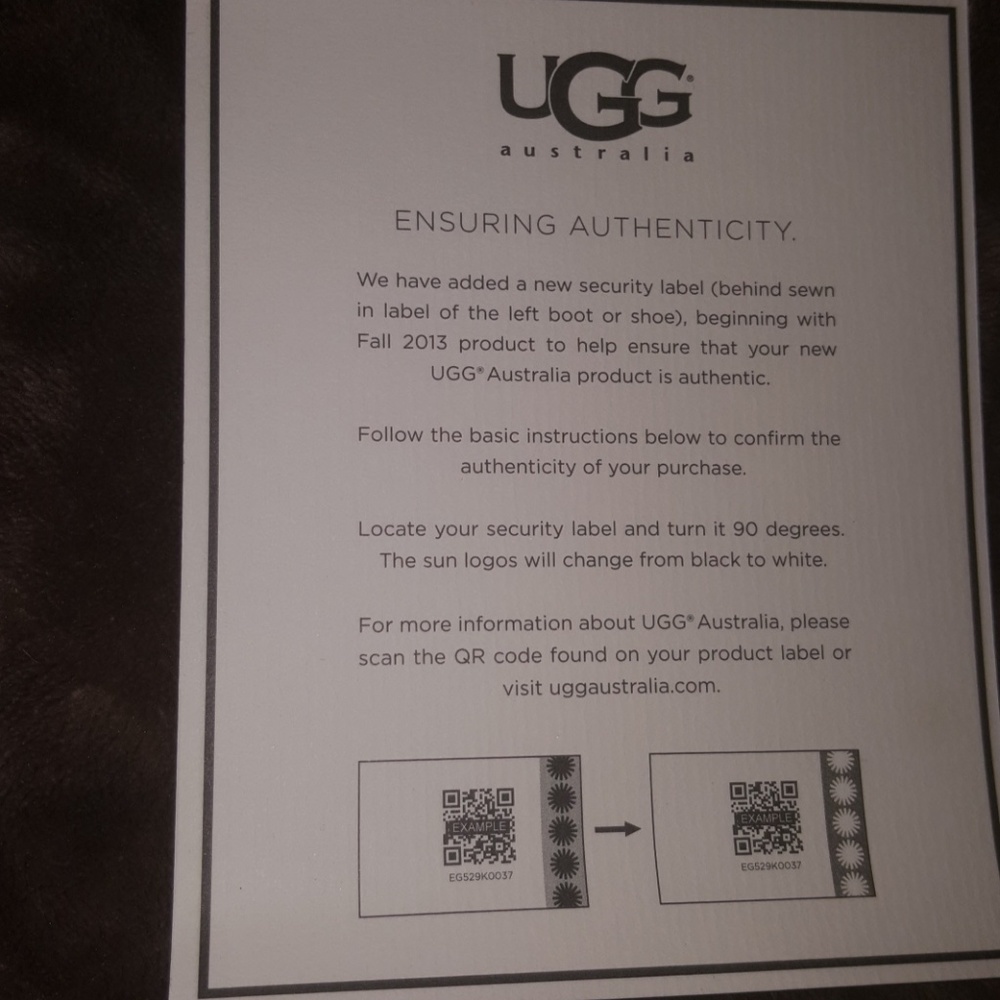 UGG®
australia
ENSURING AUTHENTICITY.
We have added a new security label (behind sewn
in label of the left boot or shoe), beginning with
Fall 2013 product to help ensure that your new
UGG® Australia product is authentic.
Follow the basic instructions below to confirm the
authenticity of your purchase.
Locate your security label and turn it 90 degrees.
The sun logos will change from black to white.
For more information about UGG® Australia, please
scan the QR code found on your product label or
visit uggaustralia.com.
EXAMPLE
EG529K0037
EXAMPLE
EG529K0037